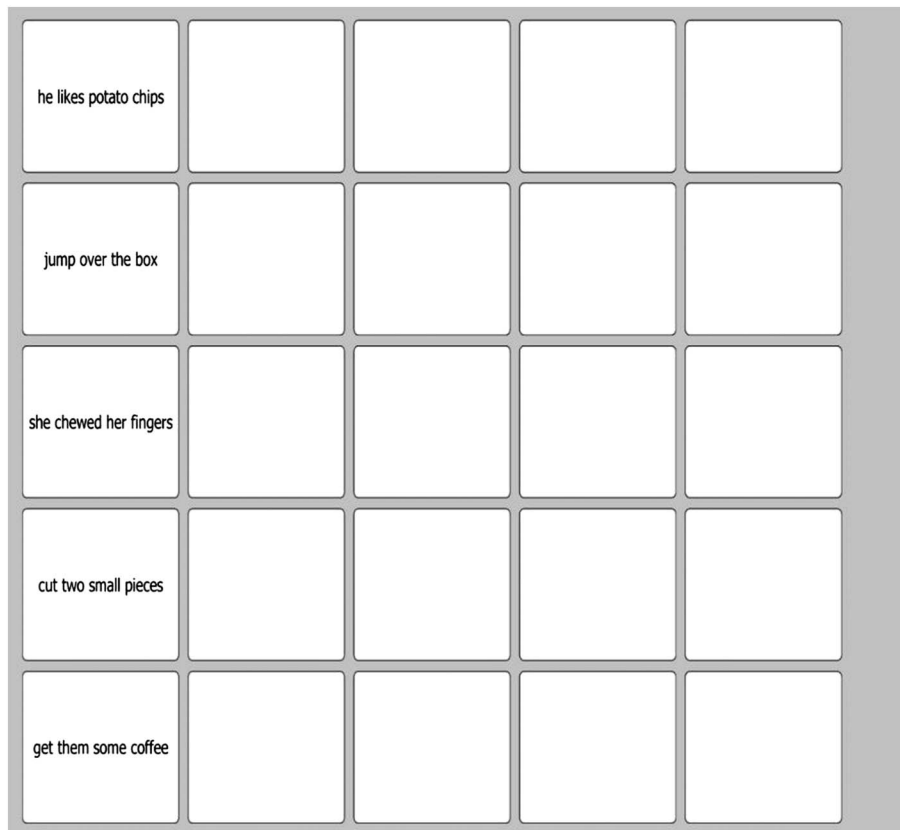 he likes potato chips
jump over the box
she chewed her fingers
cut two small pieces
get them some coffee